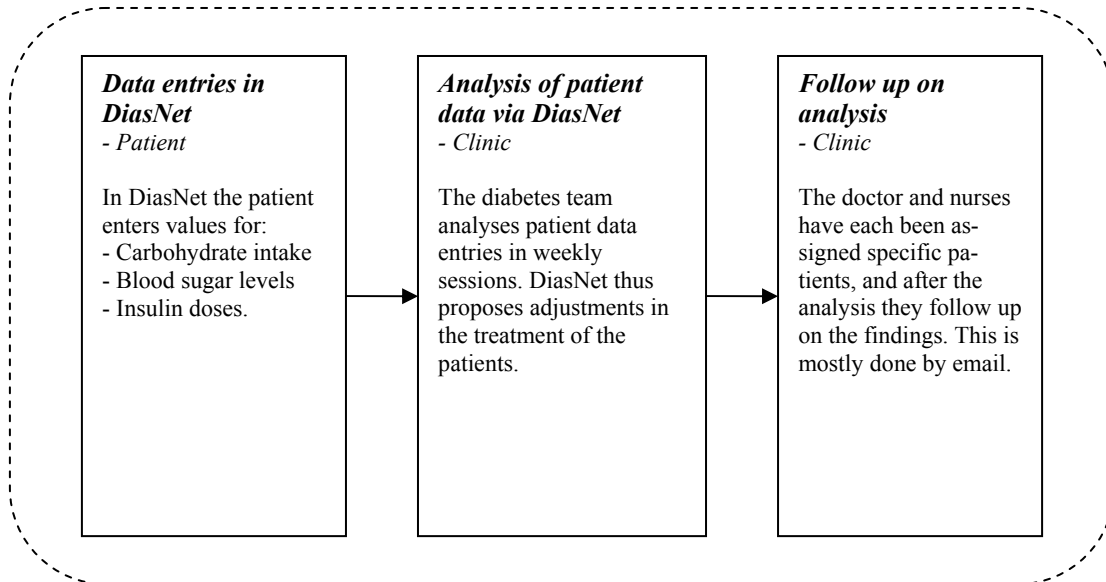 Data entries in
DiasNet
- Patient
In DiasNet the patient
enters values for:
- Carbohydrate intake
- Blood sugar levels
- Insulin doses.
Analysis of patient
data via DiasNet
- Clinic
The diabetes team
analyses patient data
entries in weekly
sessions. DiasNet thus
proposes adjustments in
the treatment of the
patients.
Follow up on
analysis
- Clinic
The doctor and nurses
have each been as-
signed specific pa-
tients, and after the
analysis they follow up
on the findings. This is
mostly done by email.